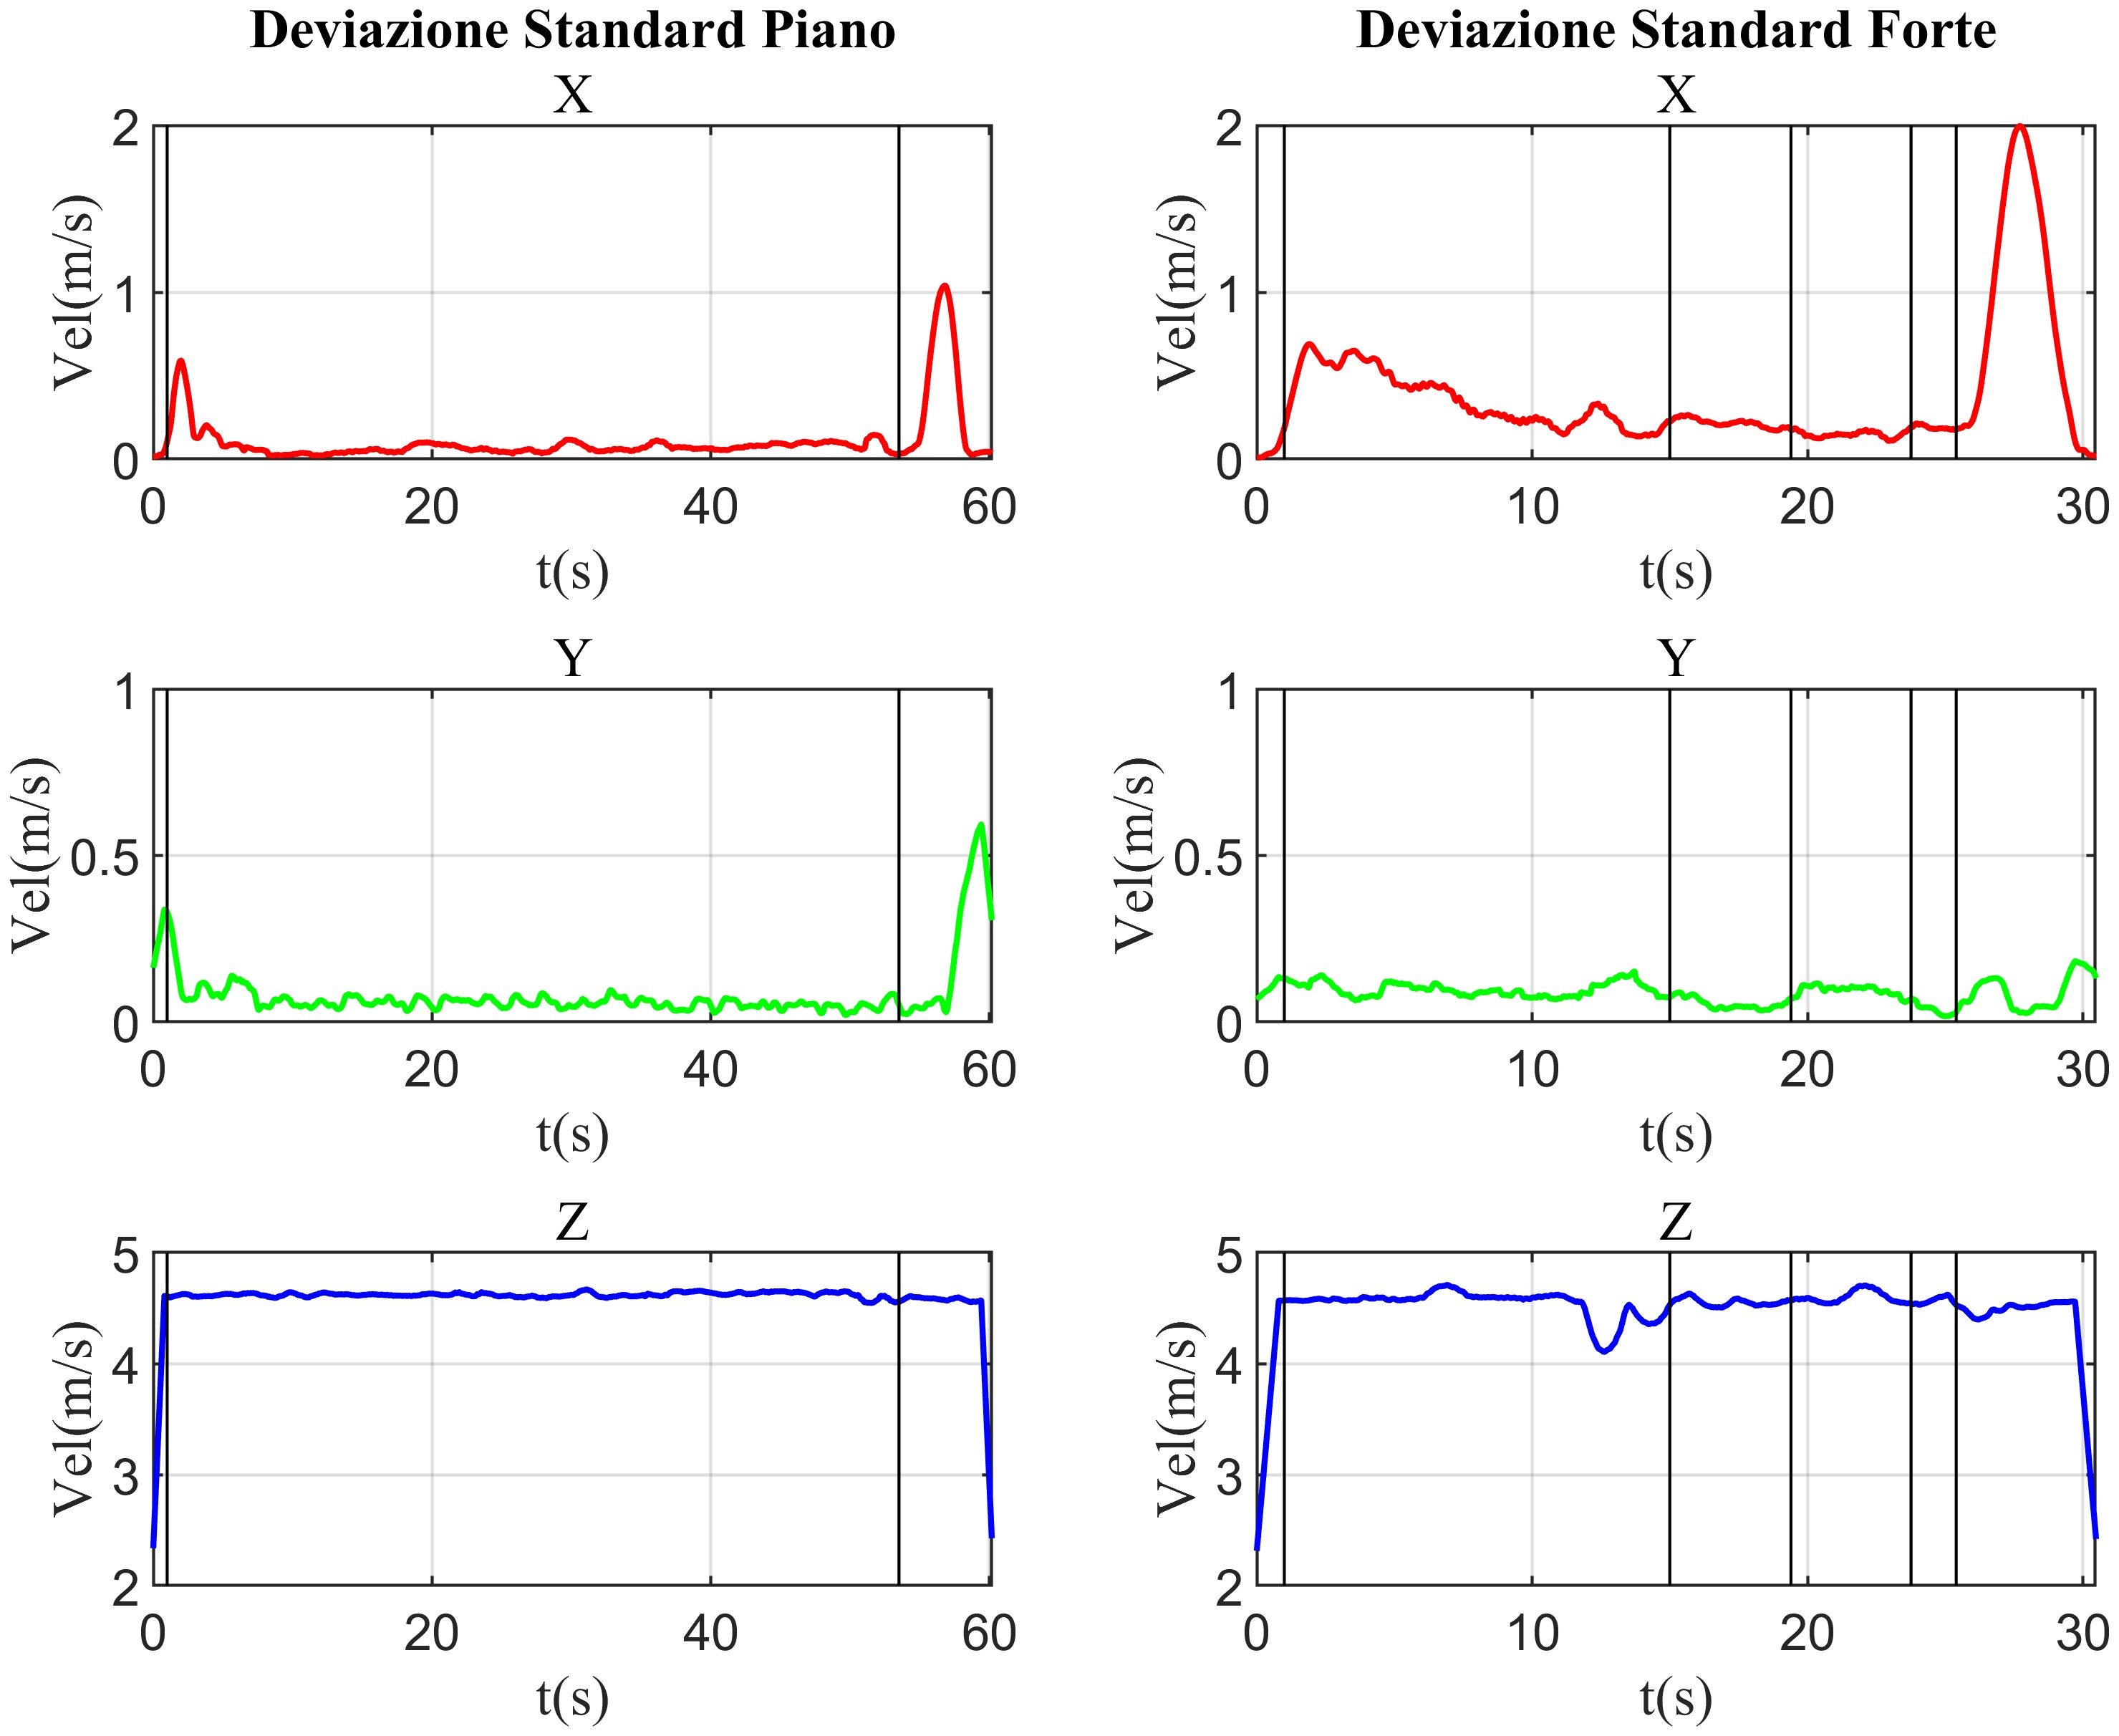 Deviazione Standard Piano
X
Vel(m/s)
2
1
0
0 20 40 60
t(s)
Deviazione Standard Forte
X
Vel(m/s)
2
1
0
0 10 20 30
t(s)
Y
Vel(m/s)
1
0.5
0
0 20 40 60
t(s)
Y
Vel(m/s)
1
0.5
0
0 10 20 30
t(s)
Z
Vel(m/s)
5
4
3
2
0 20 40 60
t(s)
Z
Vel(m/s)
5
4
3
2
0 10 20 30
t(s)